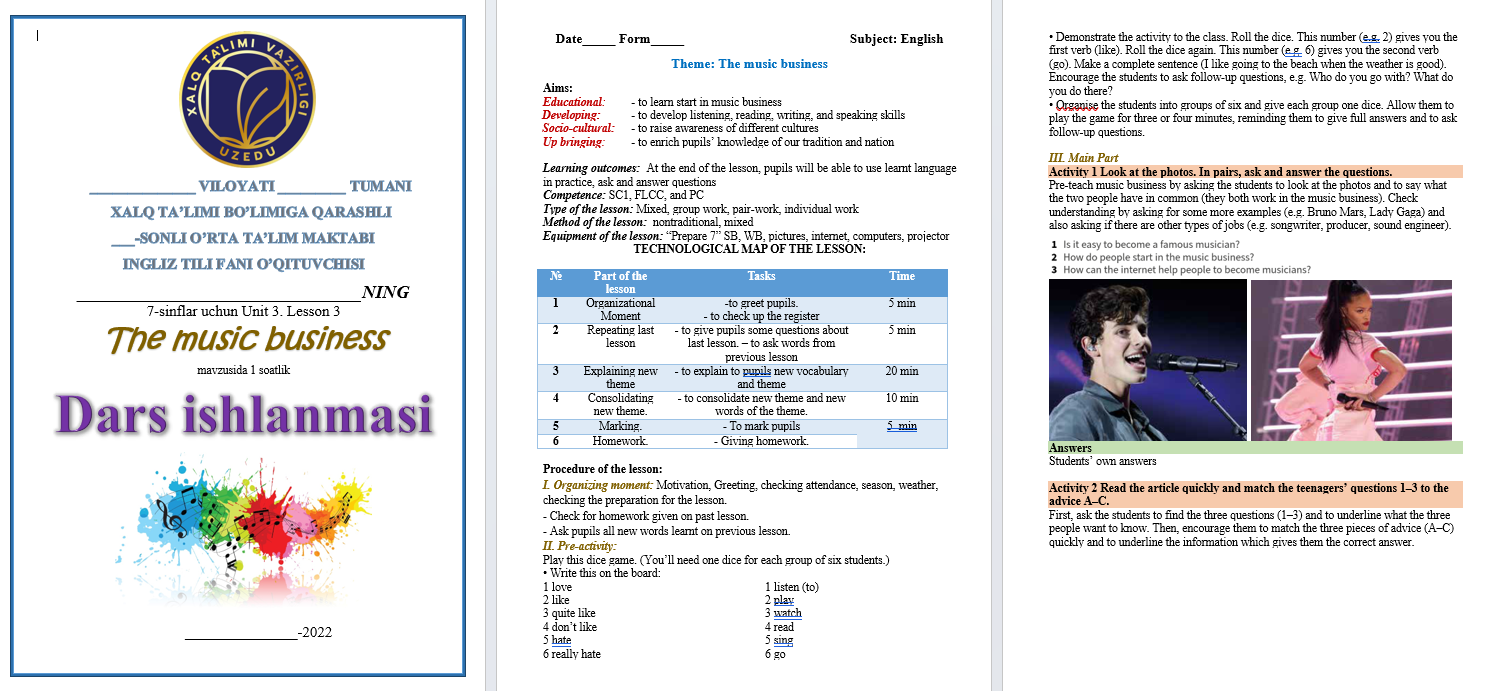 XALQ TA'LIMI VAZIRLIGI
UZEDU
_______________ VILOYATI __________ TUMANI
XALQ TA’LIMI BO’LIMIGA QARASHLI
___-SONLI O’RTA TA’LIM MAKTABI
INGLIZ TILI FANI O’QITUVCHISI
______________________________NING
7-sinflar uchun Unit 3. Lesson 3
The music business
mavzusida 1 soatlik
Dars ishlanmasi
_______________-2022
Date_____ Form_____ Subject: English
Theme: The music business
Aims:
Educational: - to learn start in music business
Developing: - to develop listening, reading, writing, and speaking skills
Socio-cultural: - to raise awareness of different cultures
Up bringing: - to enrich pupils’ knowledge of our tradition and nation
Learning outcomes: At the end of the lesson, pupils will be able to use learnt language
in practice, ask and answer questions
Competence: SC1, FLCC, and PC
Type of the lesson: Mixed, group work, pair-work, individual work
Method of the lesson: nontraditional, mixed
Equipment of the lesson: “Prepare 7” SB, WB, pictures, internet, computers, projector
TECHNOLOGICAL MAP OF THE LESSON:
№ Part of the lesson Tasks Time
1 Organizational Moment -to greet pupils. - to check up the register 5 min
2 Repeating last lesson - to give pupils some questions about last lesson. – to ask words from previous lesson 5 min
3 Explaining new theme - to explain to pupils new vocabulary and theme 20 min
4 Consolidating new theme. - to consolidate new theme and new words of the theme. 10 min
5 Marking. - To mark pupils 5 min
6 Homework. - Giving homework.
Procedure of the lesson:
I. Organizing moment: Motivation, Greeting, checking attendance, season, weather,
checking the preparation for the lesson.
- Check for homework given on past lesson.
- Ask pupils all new words learnt on previous lesson.
II. Pre-activity:
Play this dice game. (You’ll need one dice for each group of six students.)
• Write this on the board:
1 love 1 listen (to)
2 like 2 play
3 quite like 3 watch
4 don’t like 4 read
5 hate 5 sing
6 really hate 6 go
• Demonstrate the activity to the class. Roll the dice. This number (e.g. 2) gives you the
first verb (like). Roll the dice again. This number (e.g. 6) gives you the second verb
(go). Make a complete sentence (I like going to the beach when the weather is good).
Encourage the students to ask follow-up questions, e.g. Who do you go with? What do
you do there?
• Organise the students into groups of six and give each group one dice. Allow them to
play the game for three or four minutes, reminding them to give full answers and to ask
follow-up questions.
III. Main Part
Activity 1 Look at the photos. In pairs, ask and answer the questions.
Pre-teach music business by asking the students to look at the photos and to say what
the two people have in common (they both work in the music business). Check
understanding by asking for some more examples (e.g. Bruno Mars, Lady Gaga) and
also asking if there are other types of jobs (e.g. songwriter, producer, sound engineer).
1 Is it easy to become a famous musician?
2 How do people start in the music business?
3 How can the internet help people to become musicians?
Answers
Students’ own answers
Activity 2 Read the article quickly and match the teenagers’ questions 1–3 to the
advice A–C.
First, ask the students to find the three questions (1–3) and to underline what the three
people want to know. Then, encourage them to match the three pieces of advice (A–C)
quickly and to underline the information which gives them the correct answer.